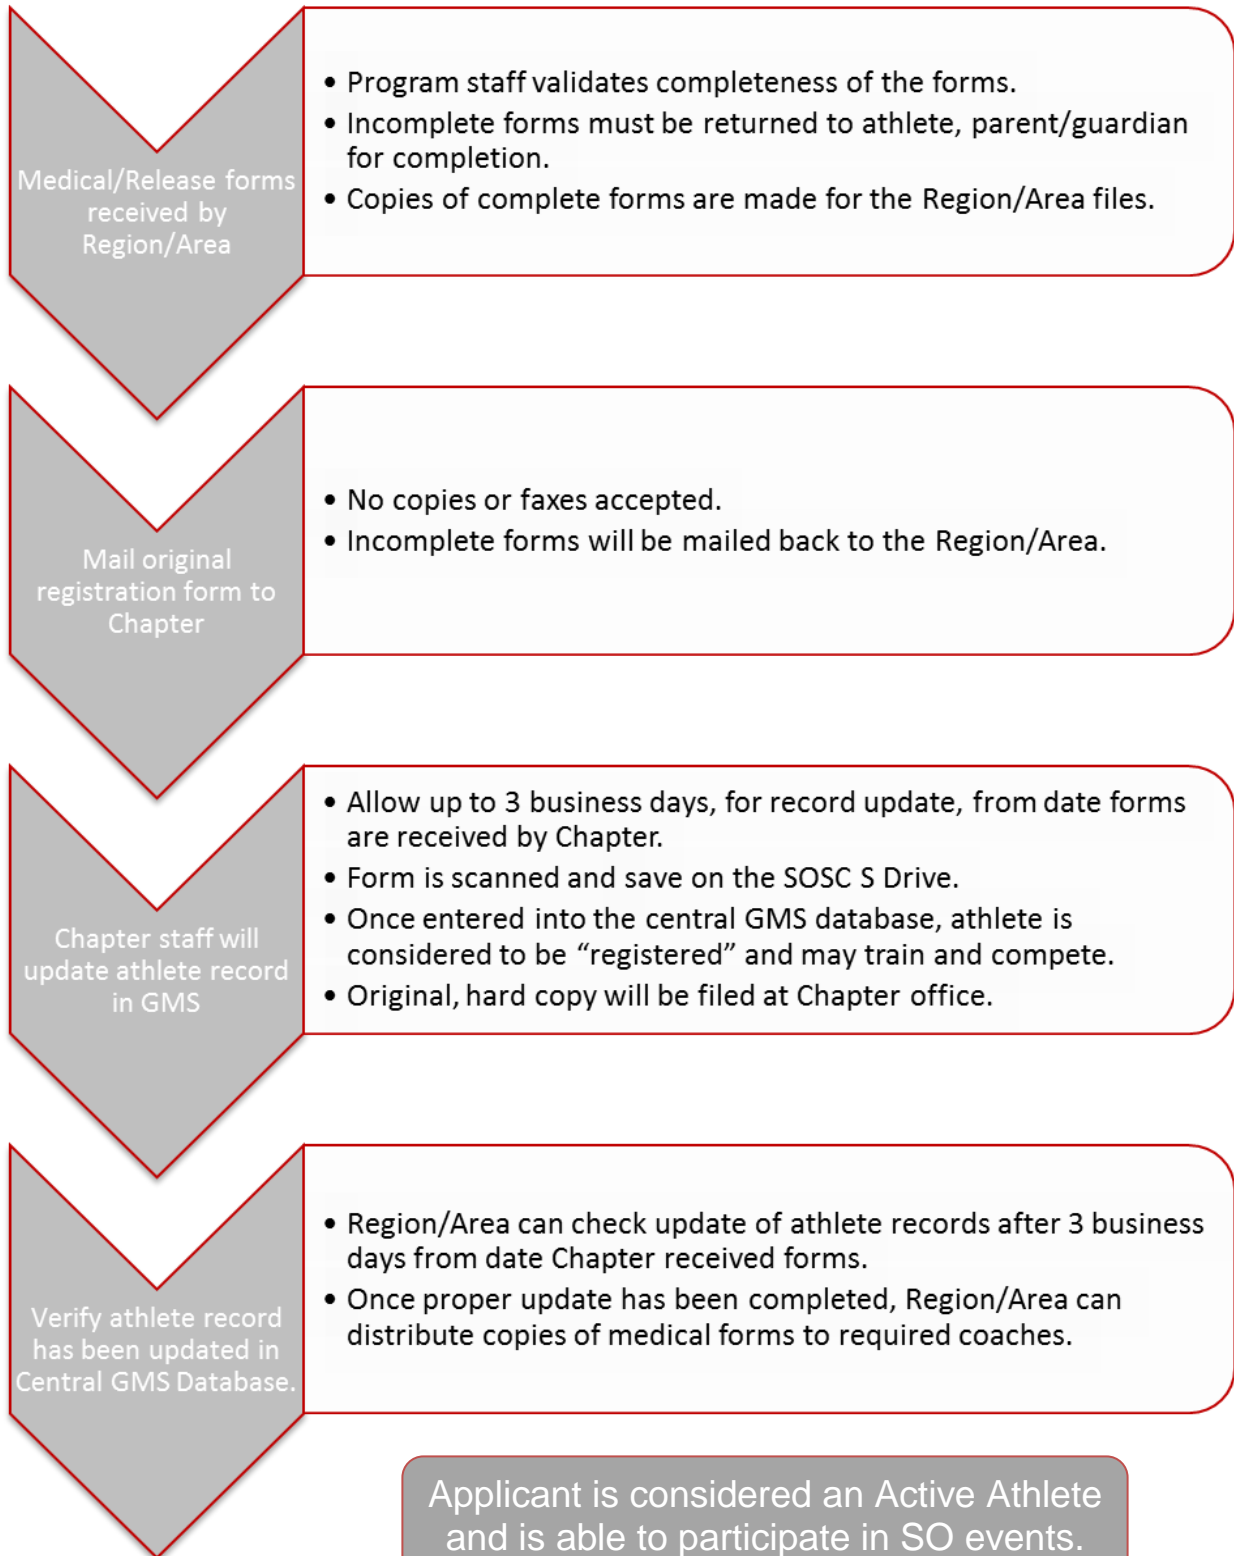 Medical/Release forms
received by
Region/Area
• Program staff validates completeness of the forms.
• Incomplete forms must be returned to athlete, parent/guardian
for completion.
• Copies of complete forms are made for the Region/Area files.
Mail original
registration form to
Chapter
• No copies or faxes accepted.
• Incomplete forms will be mailed back to the Region/Area.
Chapter staff will
update athlete record
in GMS
• Allow up to 3 business days, for record update, from date forms
are received by Chapter.
• Form is scanned and save on the SOSC S Drive.
• Once entered into the central GMS database, athlete is
considered to be “registered” and may train and compete.
• Original, hard copy will be filed at Chapter office.
Verify athlete record
has been updated in
Central GMS Database.
• Region/Area can check update of athlete records after 3 business
days from date Chapter received forms.
• Once proper update has been completed, Region/Area can
distribute copies of medical forms to required coaches.
Applicant is considered an Active Athlete
and is able to participate in SO events.